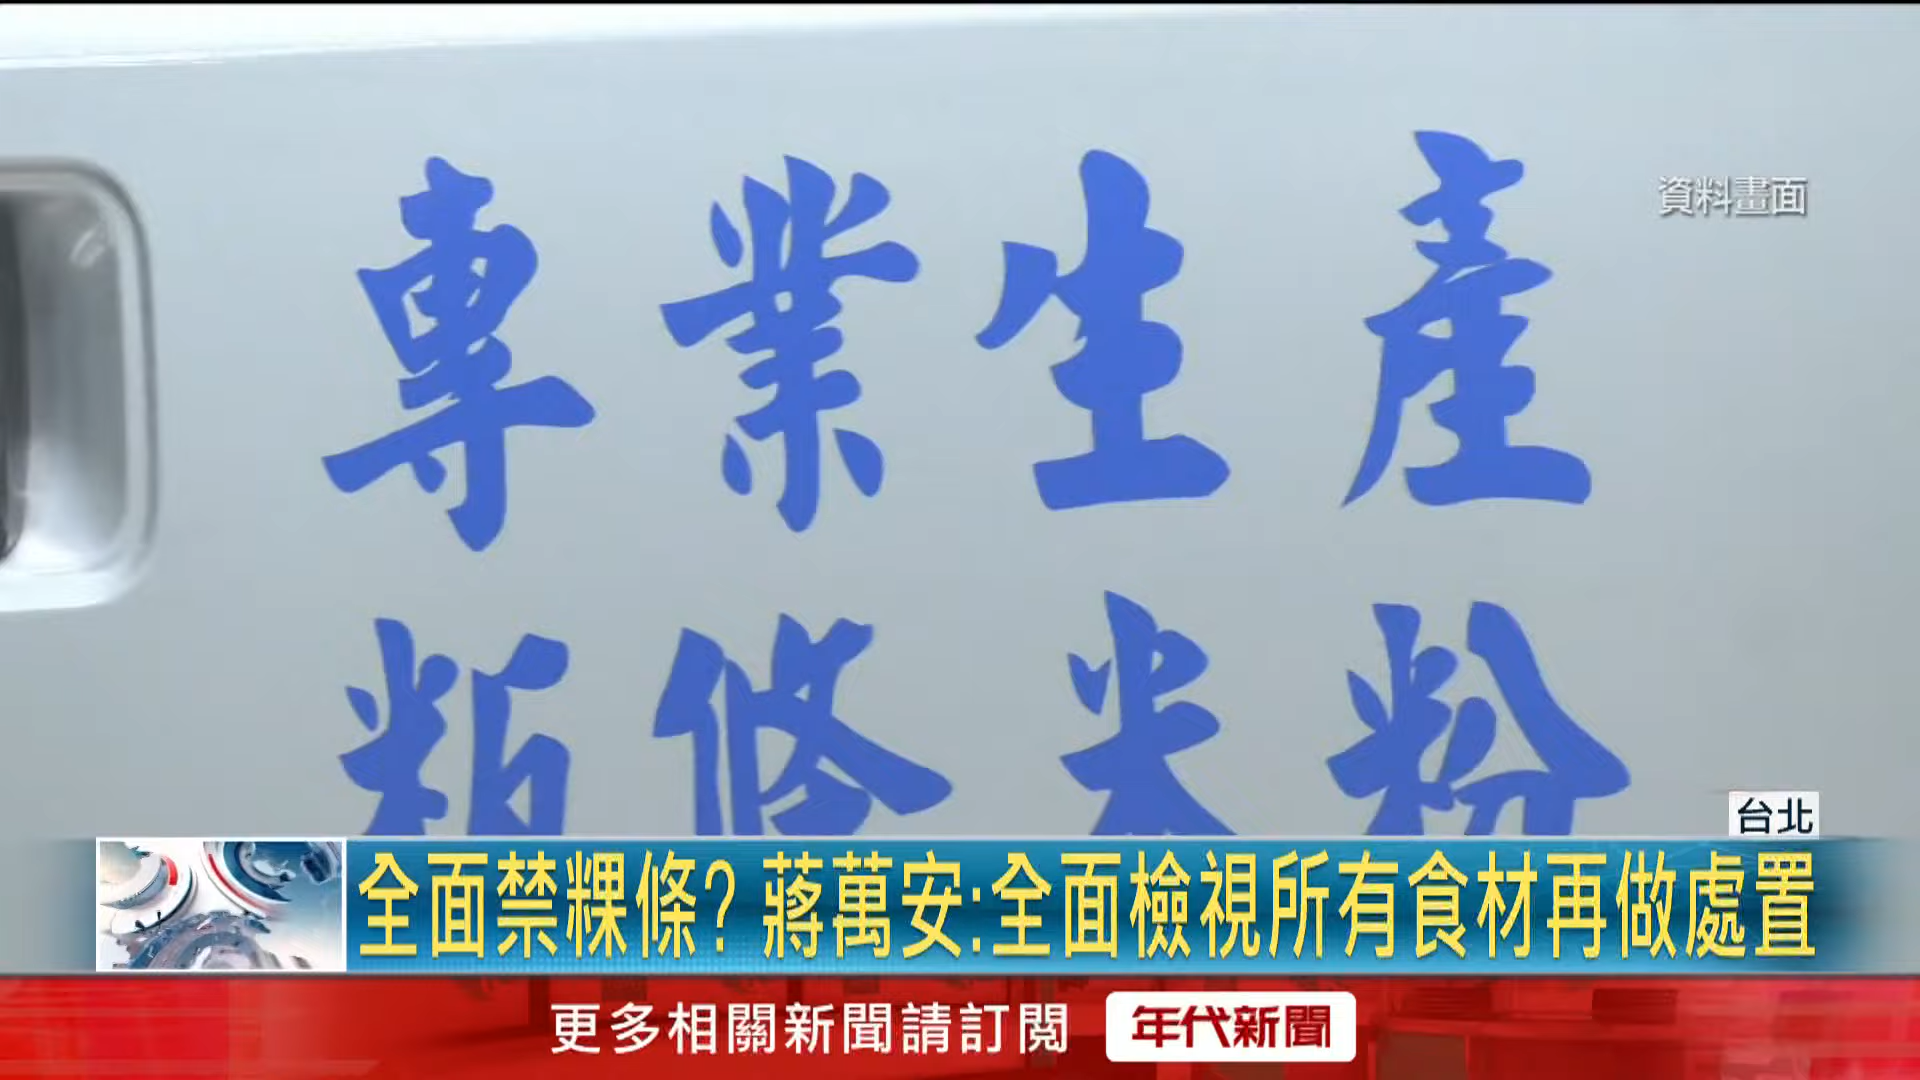 專業生產
資料畫面
粄條米粉
台北
全面禁粿條? 蔣萬安:全面檢視所有食材再做處置
更多相關新聞請訂閱 年代新聞